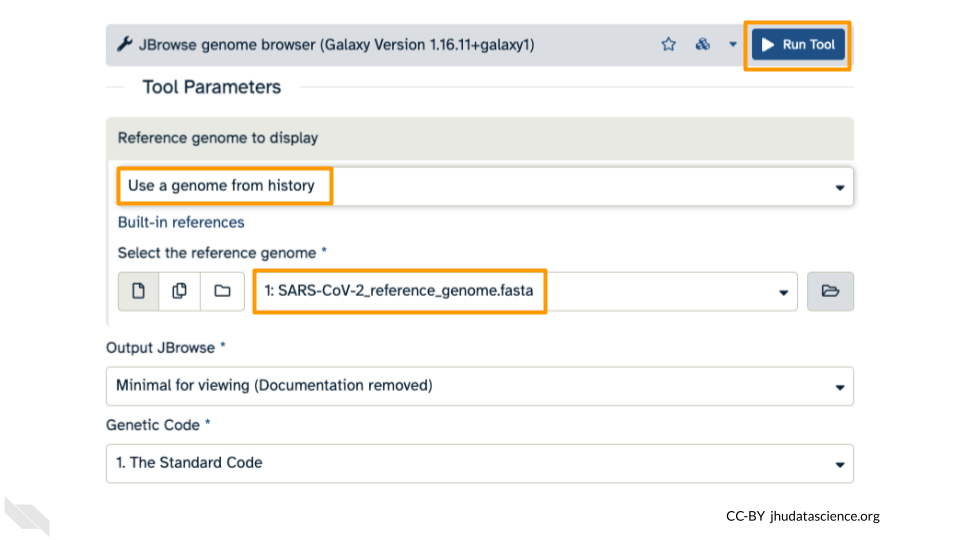 JBrowse genome browser (Galaxy Version 1.16.11+galaxy1)
Run Tool
Tool Parameters
Reference genome to display
Use a genome from history
Built-in references
Select the reference genome *
1: SARS-CoV-2_reference_genome.fasta
Output JBrowse *
Minimal for viewing (Documentation removed)
Genetic Code *
1. The Standard Code
CC-BY jhudatascience.org